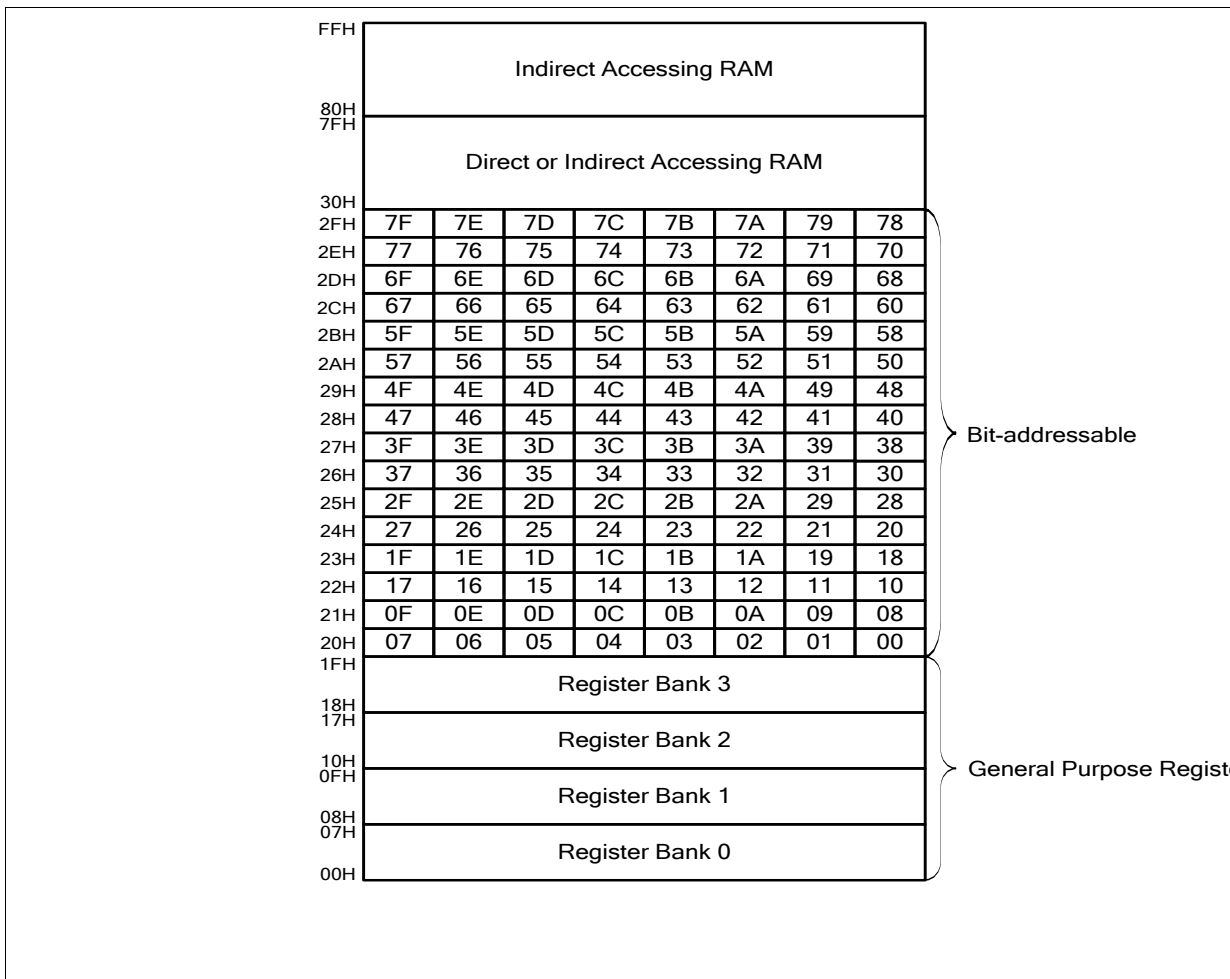 FFH
Indirect Accessing RAM
80H
7FH
Direct or Indirect Accessing RAM
30H
2FH 7F 7E 7D 7C 7B 7A 79 78
2EH 77 76 75 74 73 72 71 70
2DH 6F 6E 6D 6C 6B 6A 69 68
2CH 67 66 65 64 63 62 61 60
2BH 5F 5E 5D 5C 5B 5A 59 58
2AH 57 56 55 54 53 52 51 50
29H 4F 4E 4D 4C 4B 4A 49 48
28H 47 46 45 44 43 42 41 40
Bit-addressable
27H 3F 3E 3D 3C 3B 3A 39 38
26H 37 36 35 34 33 32 31 30
25H 2F 2E 2D 2C 2B 2A 29 28
24H 27 26 25 24 23 22 21 20
23H 1F 1E 1D 1C 1B 1A 19 18
22H 17 16 15 14 13 12 11 10
21H 0F 0E 0D 0C 0B 0A 09 08
20H 07 06 05 04 03 02 01 00
1FH
Register Bank 3
18H
17H
Register Bank 2
10H
General Purpose Regist
0FH
Register Bank 1
08H
07H
Register Bank 0
00H